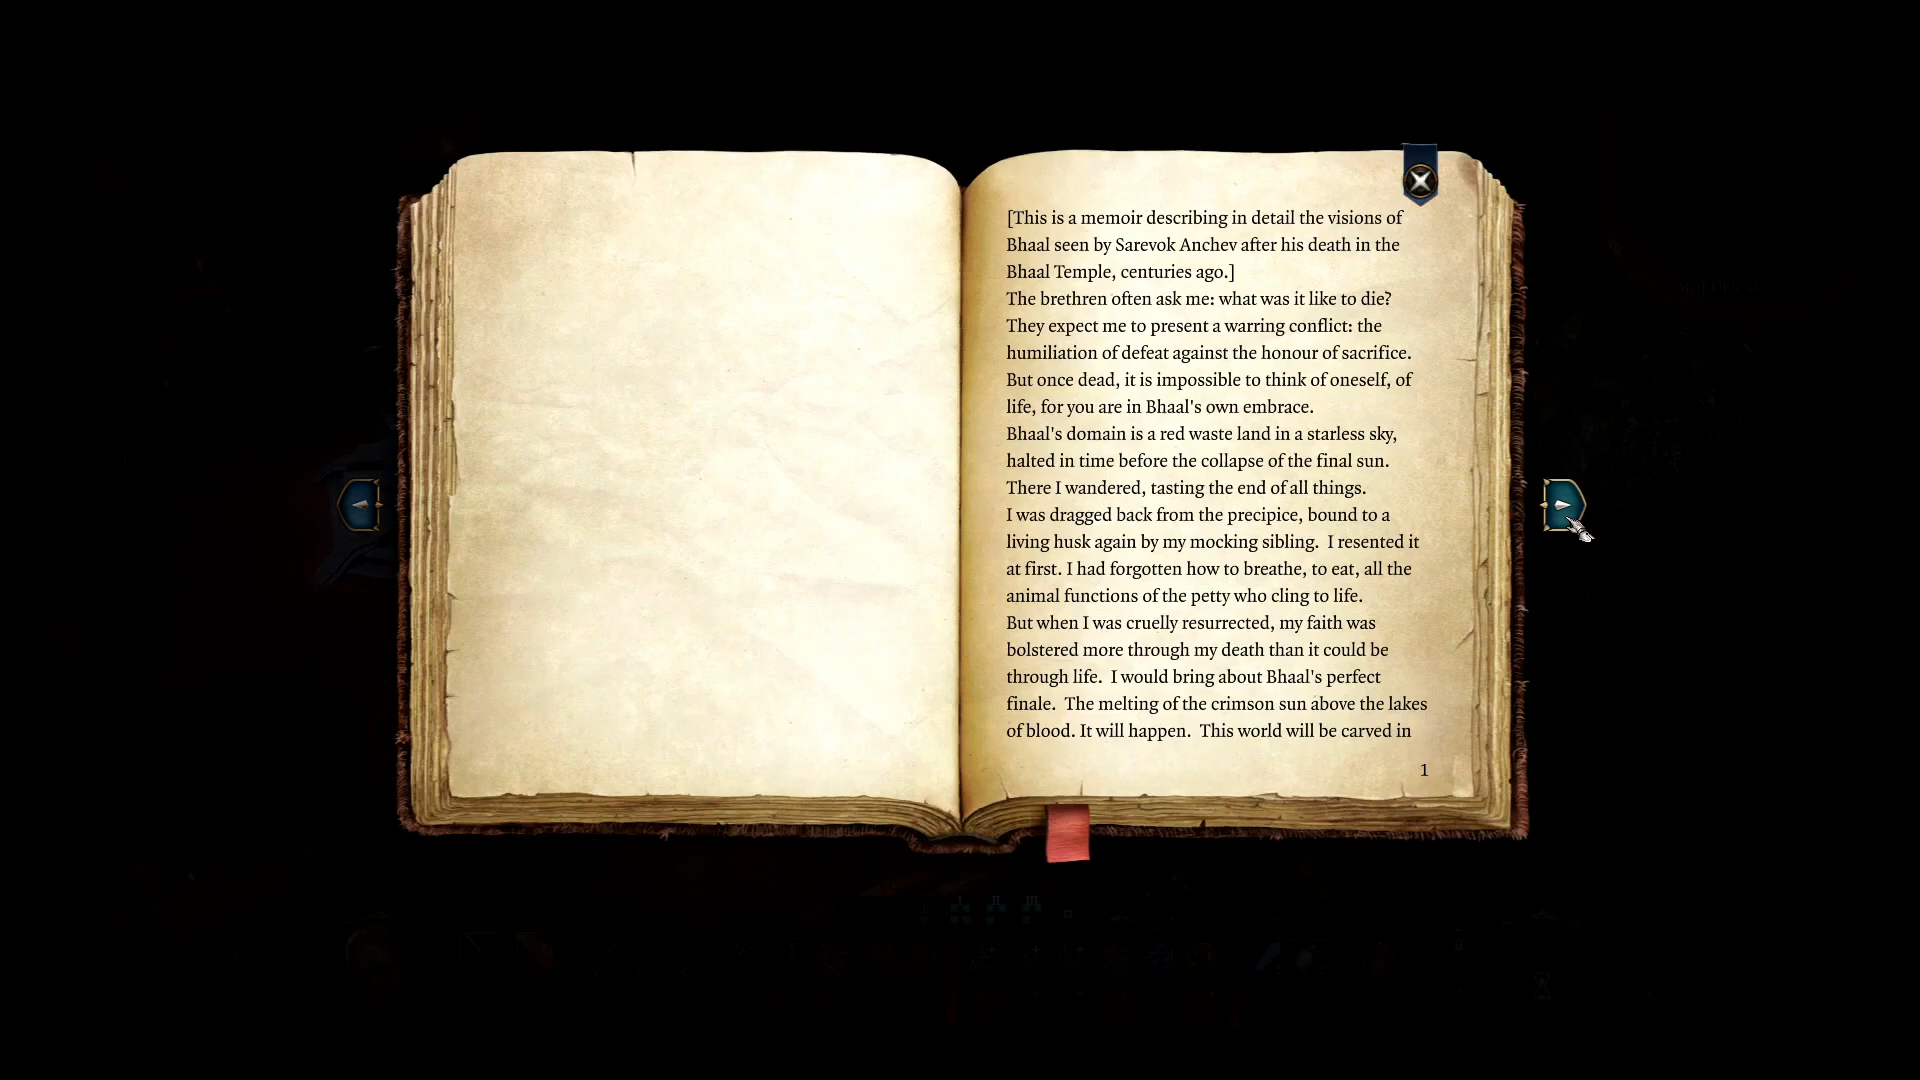 [This is a memoir describing in detail the visions of
Bhaal seen by Sarevok Anchev after his death in the
Bhaal Temple, centuries ago.]
The brethren often ask me: what was it like to die?
They expect me to present a warring conflict: the
humiliation of defeat against the honour of sacrifice.
But once dead, it is impossible to think of oneself, of
life, for you are in Bhaal's own embrace.
Bhaal's domain is a red waste land in a starless sky,
halted in time before the collapse of the final sun.
There I wandered, tasting the end of all things.
I was dragged back from the precipice, bound to a
living husk again by my mocking sibling.  I resented it
at first. I had forgotten how to breathe, to eat, all the
animal functions of the petty who cling to life.
But when I was cruelly resurrected, my faith was
bolstered more through my death than it could be
through life.  I would bring about Bhaal's perfect
finale.  The melting of the crimson sun above the lakes
of blood. It will happen.  This world will be carved in
1